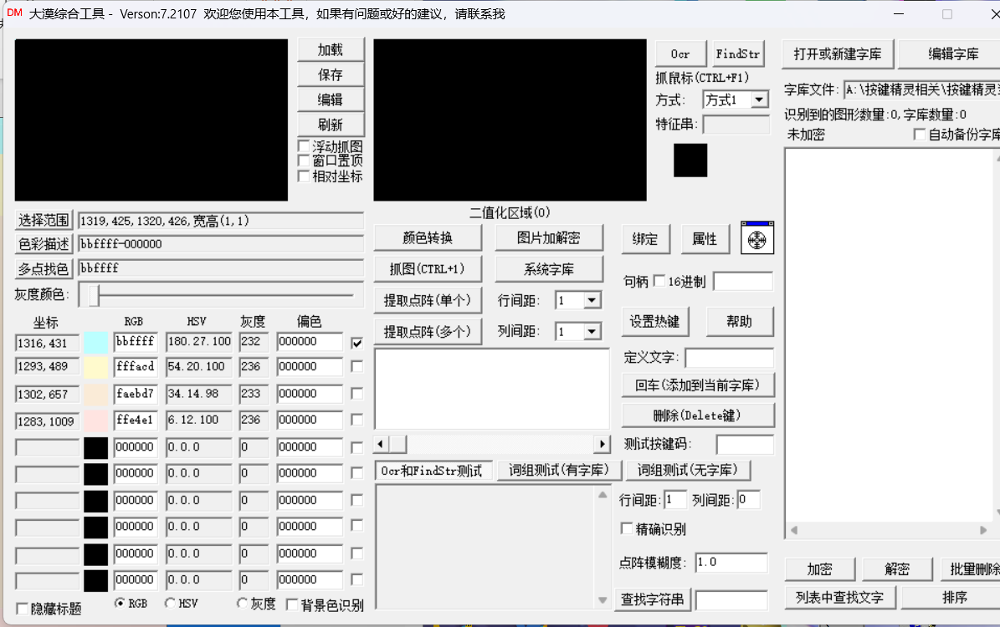 DM 大漠综合工具 - Verson:7.2107 欢迎您使用本工具，如果有问题或好的建议，请联系我
加载
保存
编辑
刷新
浮动抓图
窗口置顶
相对坐标
Ocr FindStr
抓鼠标(CTRL+F1)
方式: 方式1
特征串:
打开或新建字库 编辑字库
字库文件: A:\按键精灵相关\按键精灵
识别到的图形数量:0,字库数量:0
未加密 自动备份字库
选择范围 1319,425,1320,426,宽高(1,1)
色彩描述 bbffff-000000
多点找色 bbffff
灰度颜色:
坐标 RGB HSV 灰度 偏色
1316,431 bbffff 180.27.100 232 000000
1293,489 fffacd 54.20.100 236 000000
1302,657 faebd7 34.14.98 233 000000
1283,1009 ffe4e1 6.12.100 236 000000
000000 0.0.0 0 000000
000000 0.0.0 0 000000
000000 0.0.0 0 000000
000000 0.0.0 0 000000
000000 0.0.0 0 000000
000000 0.0.0 0 000000
隐藏标题 RGB HSV 灰度 背景色识别
二值化区域(0)
颜色转换 图片加解密
抓图(CTRL+1) 系统字库
提取点阵(单个) 行间距: 1
提取点阵(多个) 列间距: 1
绑定 属性
句柄 16进制
设置热键 帮助
定义文字:
回车(添加到当前字库)
删除(Delete键)
测试按键码:
Ocr和FindStr测试 词组测试(有字库) 词组测试(无字库)
行间距: 1 列间距: 0
精确识别
点阵模糊度: 1.0
查找字符串
加密 解密 批量删除
列表中查找文字 排序